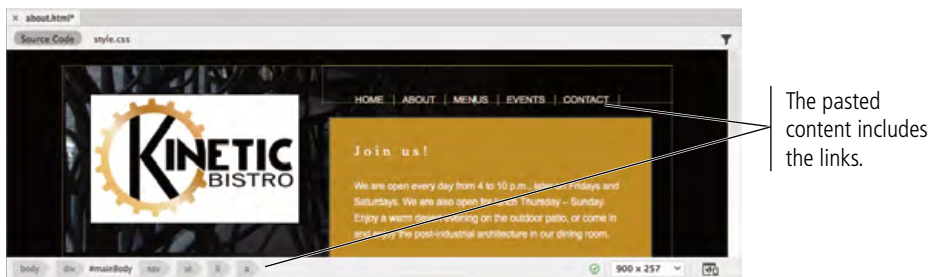 × about.html*
Source Code style.css
HOME | ABOUT | MENUS | EVENTS | CONTACT |
KINETIC
BISTRO
Join us!
We are open every day from 4 to 10 p.m., later on Fridays and
Saturdays. We are also open for lunch Thursday – Sunday.
Enjoy a warm desert evening on the outdoor patio, or come in
and enjoy the post-industrial architecture in our dining room.
The pasted
content includes
the links.
body div #mainBody nav ul li a 900 x 257